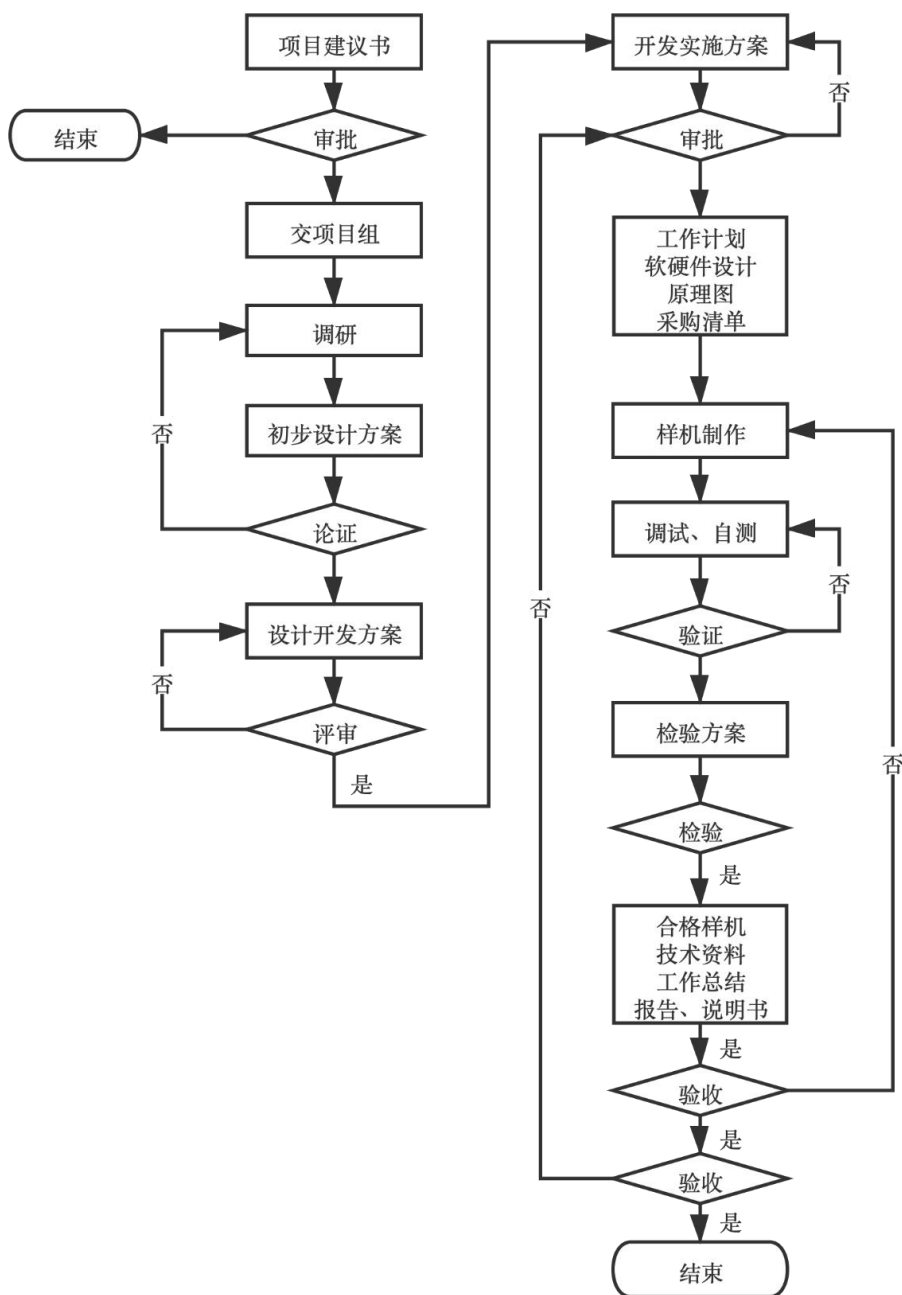 项目建议书
审批
结束
交项目组
调研
初步设计方案
否
论证
设计开发方案
否
评审
是
开发实施方案
否
审批
工作计划
软硬件设计
原理图
采购清单
样机制作
调试、自测
否
验证
否
检验方案
否
检验
是
合格样机
技术资料
工作总结
报告、说明书
是
验收
是
验收
是
结束